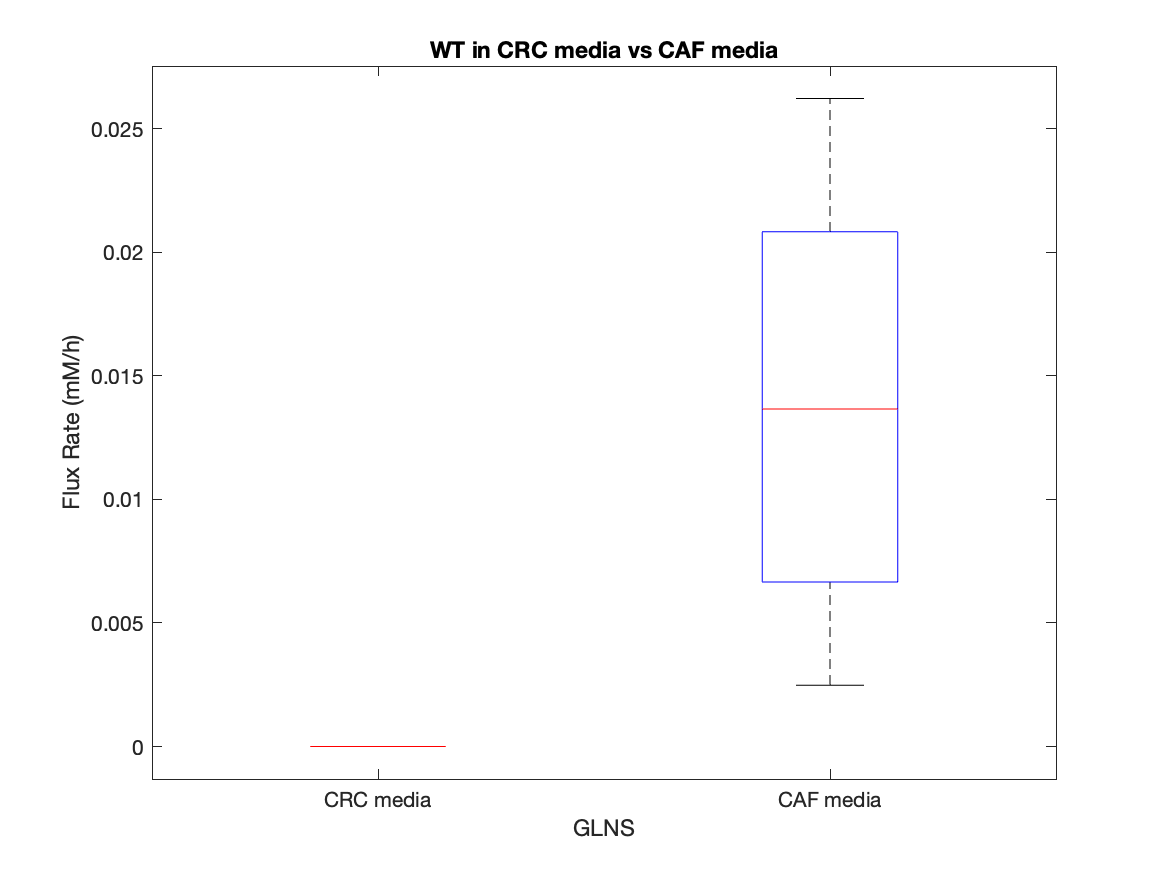 WT in CRC media vs CAF media
Flux Rate (mM/h)
0.025
0.02
0.015
0.01
0.005
0
CRC media
CAF media
GLNS